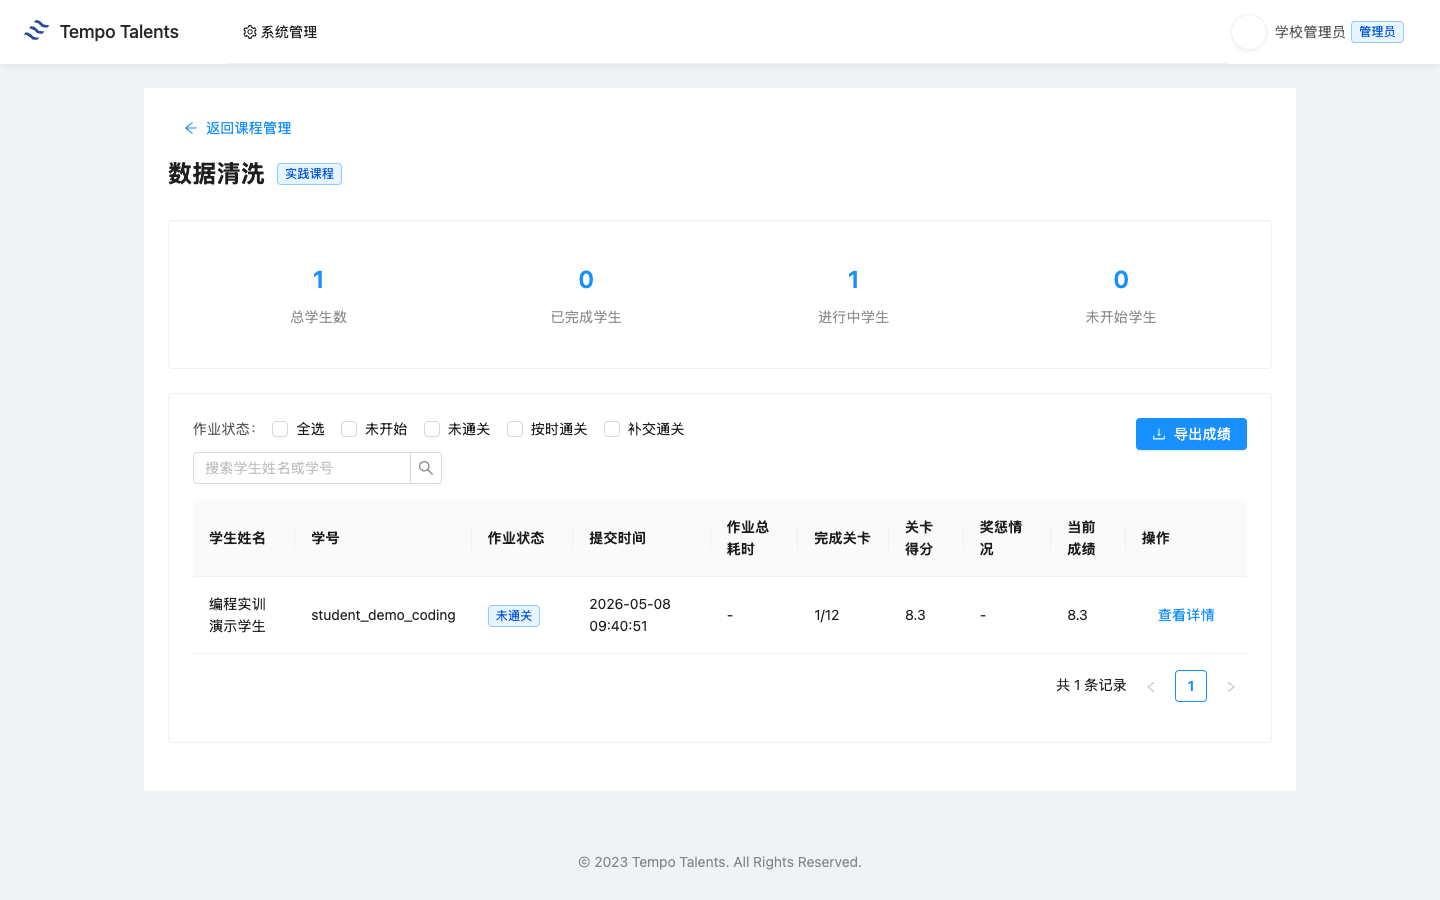 Tempo Talents
系统管理
学校管理员 管理员
返回课程管理
数据清洗 实践课程
1 0 1 0
总学生数 已完成学生 进行中学生 未开始学生
作业状态: 全选 未开始 未通关 按时通关 补交通关
导出成绩
搜索学生姓名或学号
学生姓名 学号 作业状态 提交时间 作业总耗时 完成关卡 关卡得分 奖惩情况 当前成绩 操作
编程实训演示学生 student_demo_coding 未通关 2026-05-08 09:40:51 - 1/12 8.3 - 8.3 查看详情
共 1 条记录 < 1 >
© 2023 Tempo Talents. All Rights Reserved.